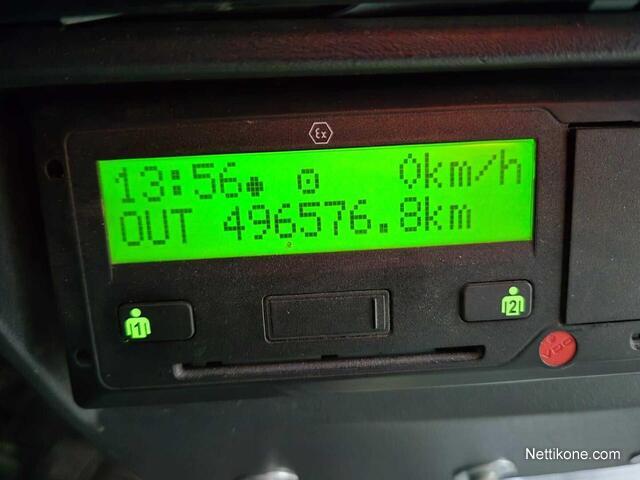 Ex
13:56 0km/h
OUT 496576.8km
1
2
VDO
Nettikone.com